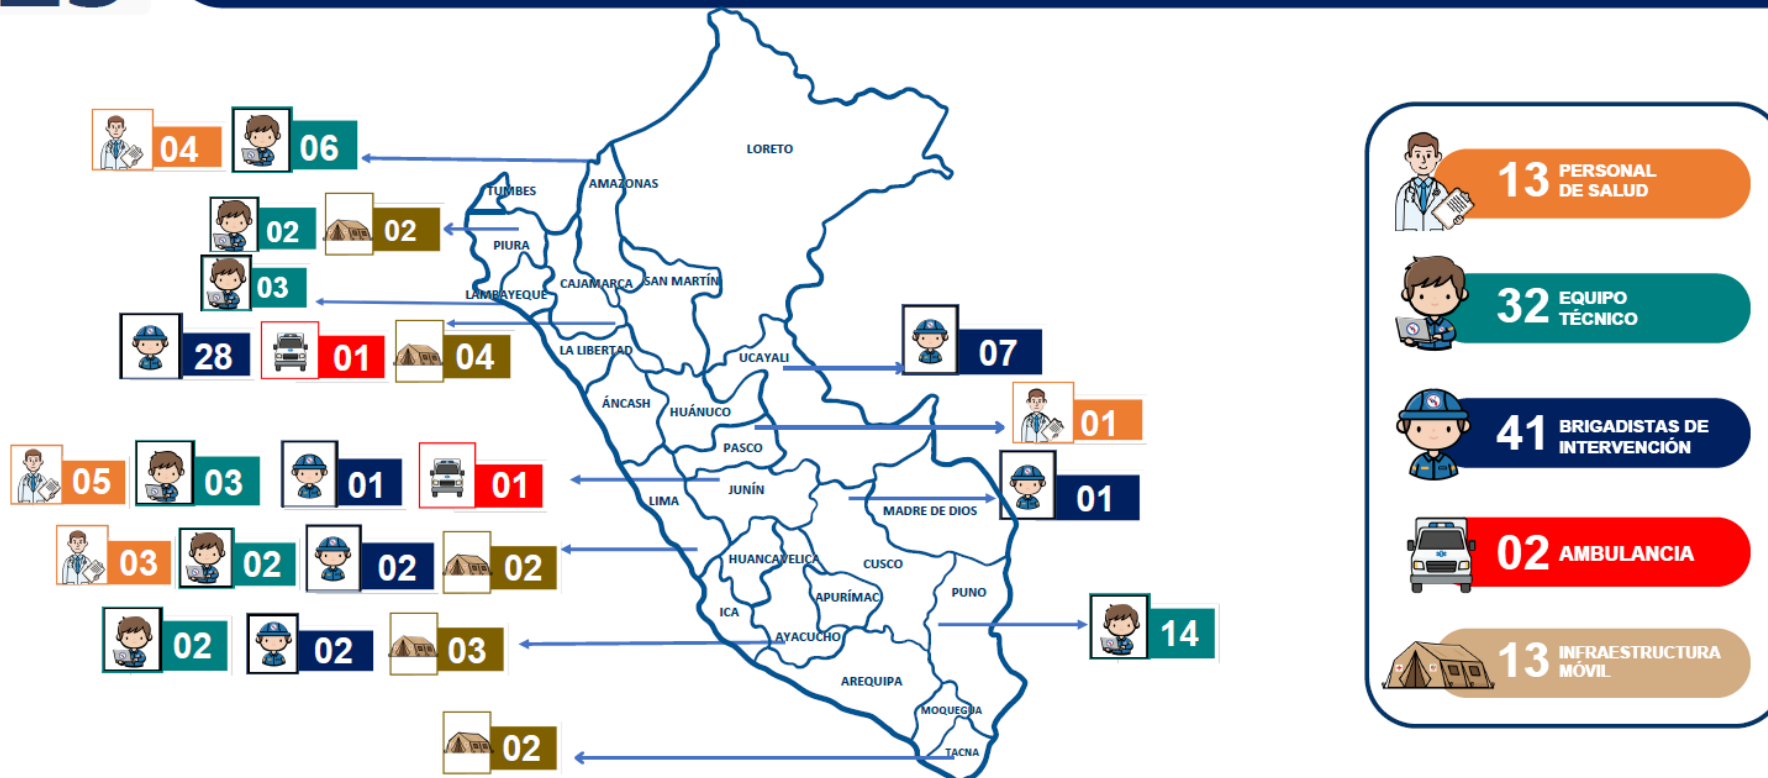 04
06
02
02
03
28
01
04
07
01
05
03
01
01
01
03
02
02
02
02
02
03
14
02
LORETO
AMAZONAS
TUMBES
PIURA
CAJAMARCA
SAN MARTÍN
LAMBAYEQUE
LA LIBERTAD
UCAYALI
ÁNCASH
HUÁNUCO
PASCO
JUNÍN
LIMA
MADRE DE DIOS
HUANCAVELICA
CUSCO
APURÍMAC
PUNO
ICA
AYACUCHO
AREQUIPA
MOQUEGUA
TACNA
13 PERSONAL
DE SALUD
32 EQUIPO
TÉCNICO
41 BRIGADISTAS DE
INTERVENCIÓN
02 AMBULANCIA
13 INFRAESTRUCTURA
MÓVIL